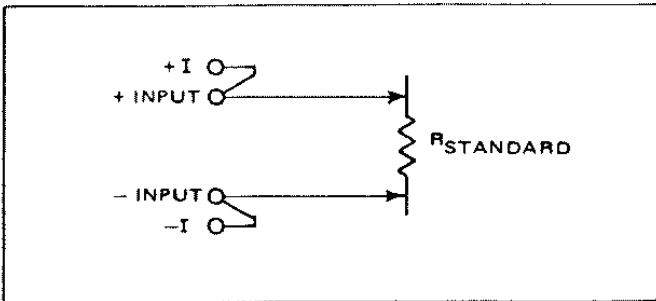 + I
+ INPUT
RSTANDARD
− INPUT
−I